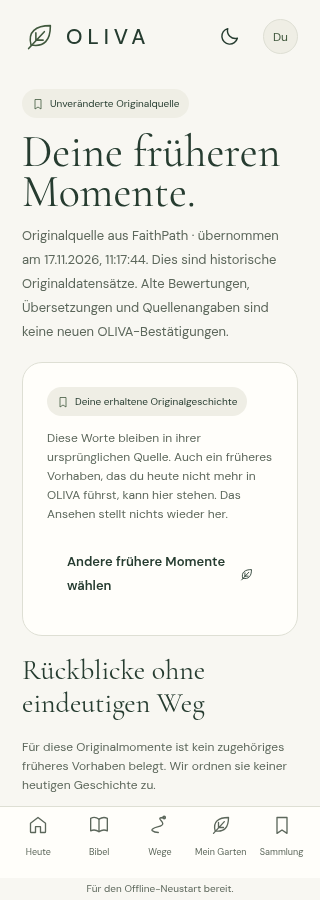 OLIVA
Du
Unveränderte Originalquelle
Deine früheren
Momente.
Originalquelle aus FaithPath · übernommen
am 17.11.2026, 11:17:44. Dies sind historische
Originaldatensätze. Alte Bewertungen,
Übersetzungen und Quellenangaben sind
keine neuen OLIVA-Bestätigungen.
Deine erhaltene Originalgeschichte
Diese Worte bleiben in ihrer
ursprünglichen Quelle. Auch ein früheres
Vorhaben, das du heute nicht mehr in
OLIVA führst, kann hier stehen. Das
Ansehen stellt nichts wieder her.
Andere frühere Momente
wählen
Rückblicke ohne
eindeutigen Weg
Für diese Originalmomente ist kein zugehöriges
früheres Vorhaben belegt. Wir ordnen sie keiner
heutigen Geschichte zu.
Heute
Bibel
Wege
Mein Garten
Sammlung
Für den Offline-Neustart bereit.